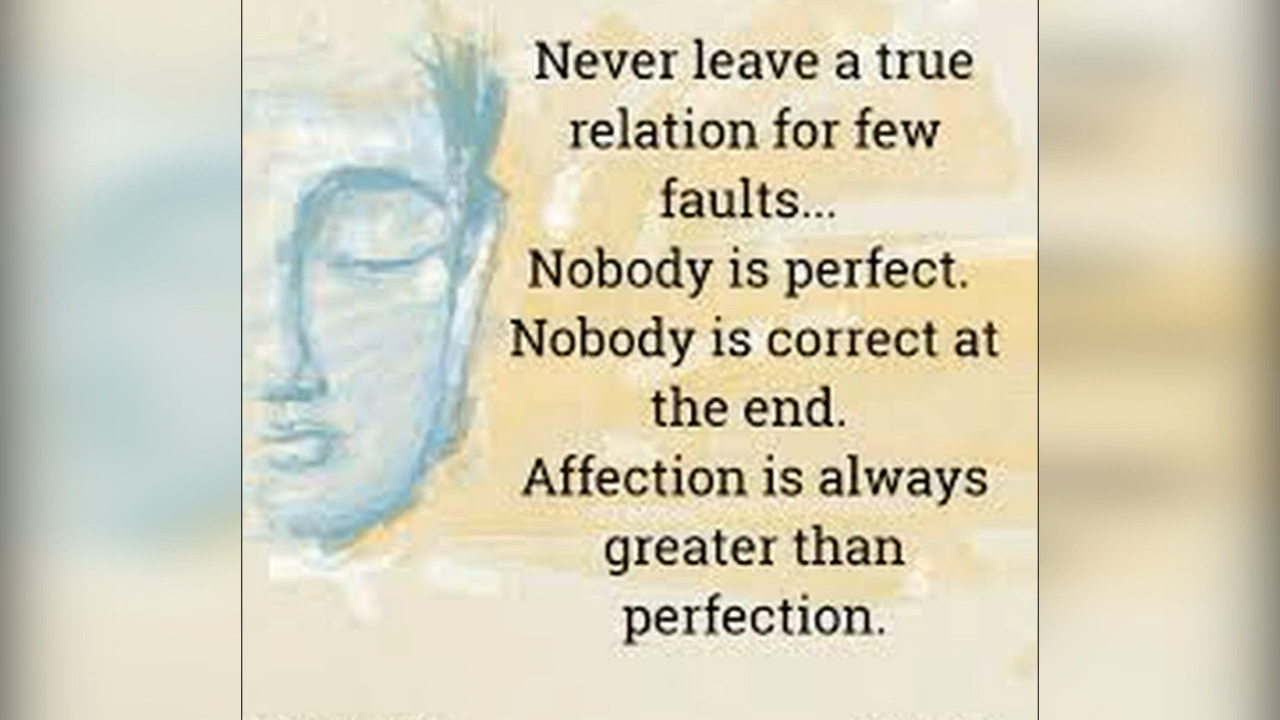 Never leave a true
relation for few
faults...
Nobody is perfect.
Nobody is correct at
the end.
Affection is always
greater than
perfection.